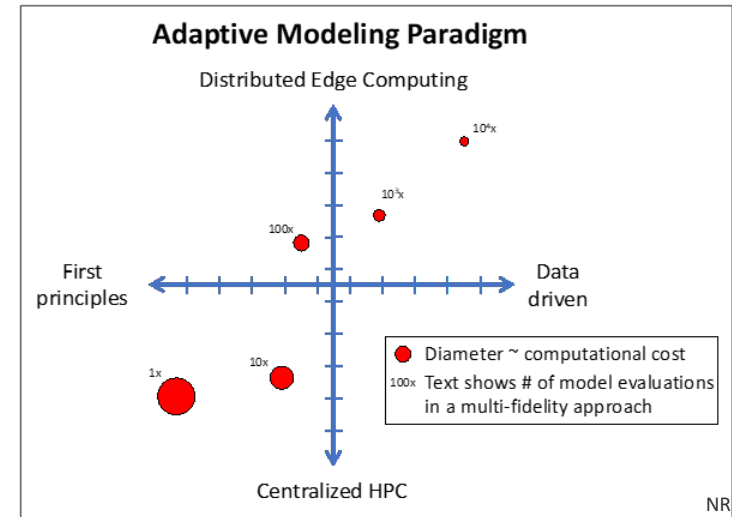 Adaptive Modeling Paradigm
Distributed Edge Computing
10⁴x
10³x
100x
First
principles
Data
driven
1x
10x
Diameter ~ computational cost
100x Text shows # of model evaluations
in a multi-fidelity approach
Centralized HPC
NR